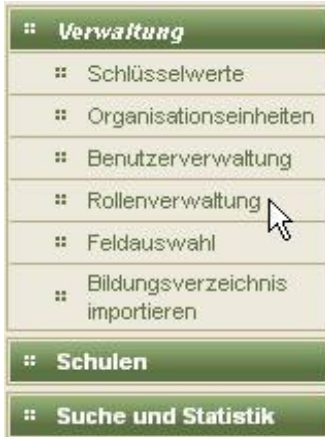 Verwaltung
Schlüsselwerte
Organisationseinheiten
Benutzerverwaltung
Rollenverwaltung
Feldauswahl
Bildungsverzeichnis
importieren
Schulen
Suche und Statistik